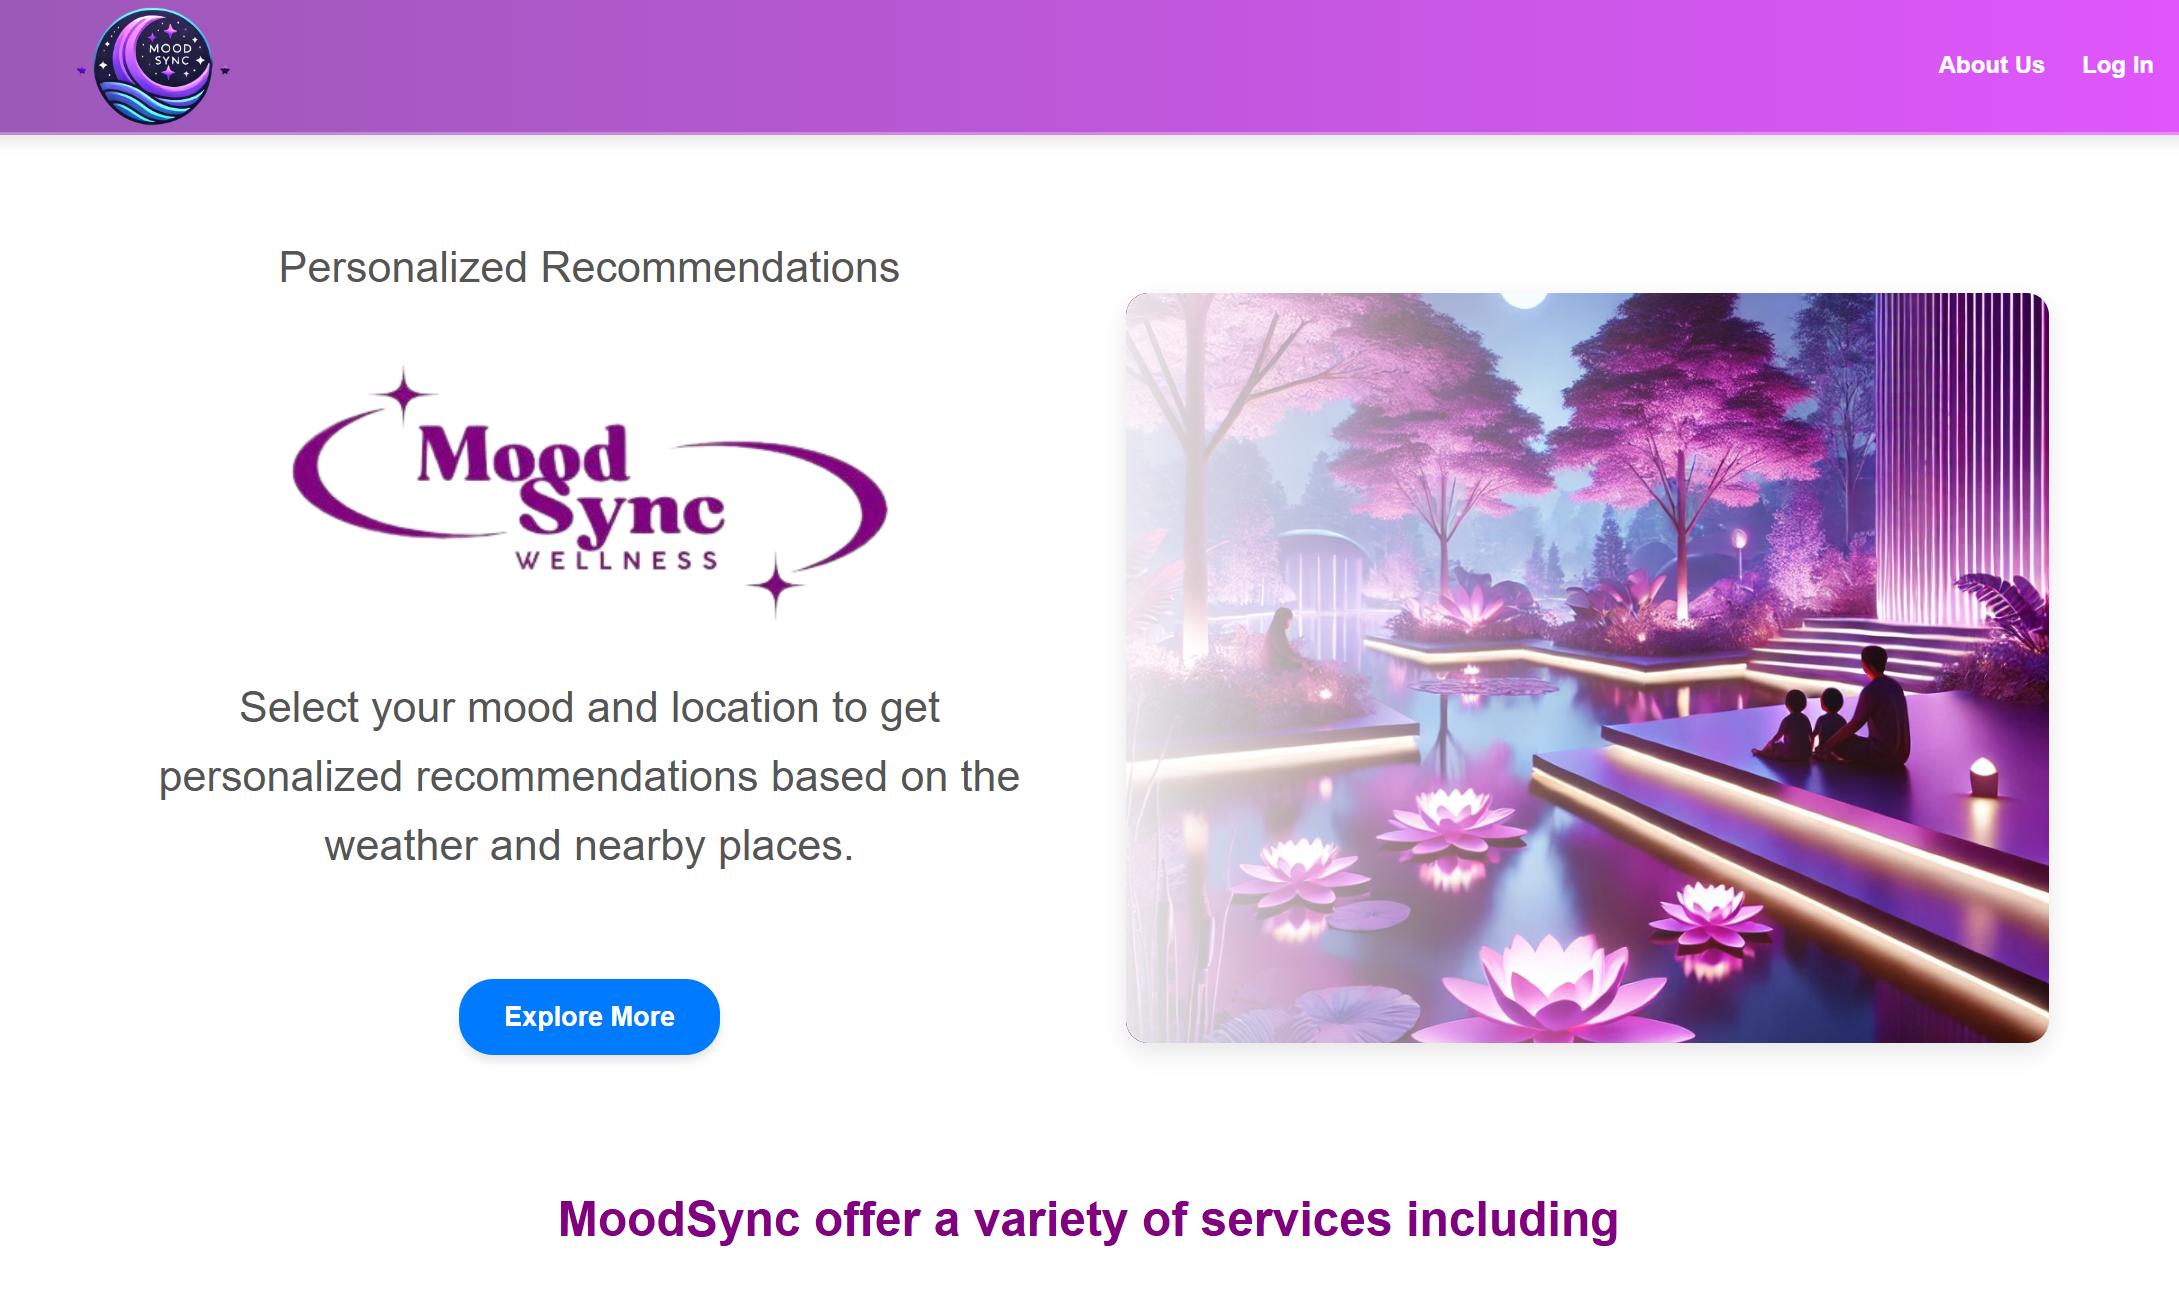 MOOD
SYNC
About Us
Log In
Personalized Recommendations
Mood
Sync
WELLNESS
Select your mood and location to get
personalized recommendations based on the
weather and nearby places.
Explore More
MoodSync offer a variety of services including